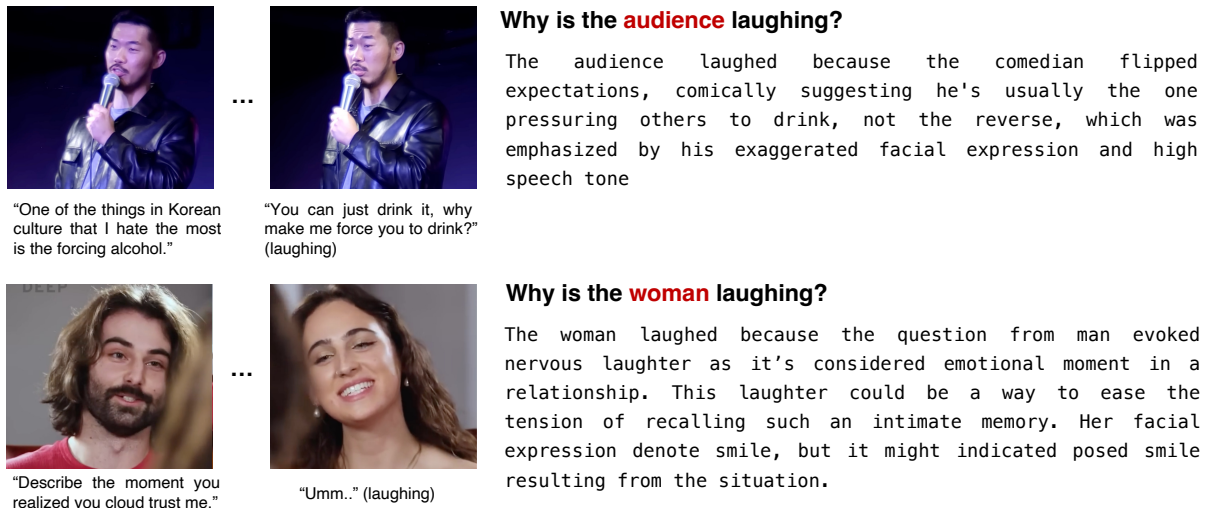 Why is the audience laughing?
The audience laughed because the comedian flipped
expectations, comically suggesting he's usually the one
pressuring others to drink, not the reverse, which was
emphasized by his exaggerated facial expression and high
speech tone
...
“One of the things in Korean
culture that I hate the most
is the forcing alcohol.”
“You can just drink it, why
make me force you to drink?”
(laughing)
DEEP
Why is the woman laughing?
The woman laughed because the question from man evoked
nervous laughter as it’s considered emotional moment in a
relationship. This laughter could be a way to ease the
tension of recalling such an intimate memory. Her facial
expression denote smile, but it might indicated posed smile
resulting from the situation.
...
“Describe the moment you
realized you cloud trust me.”
“Umm..” (laughing)